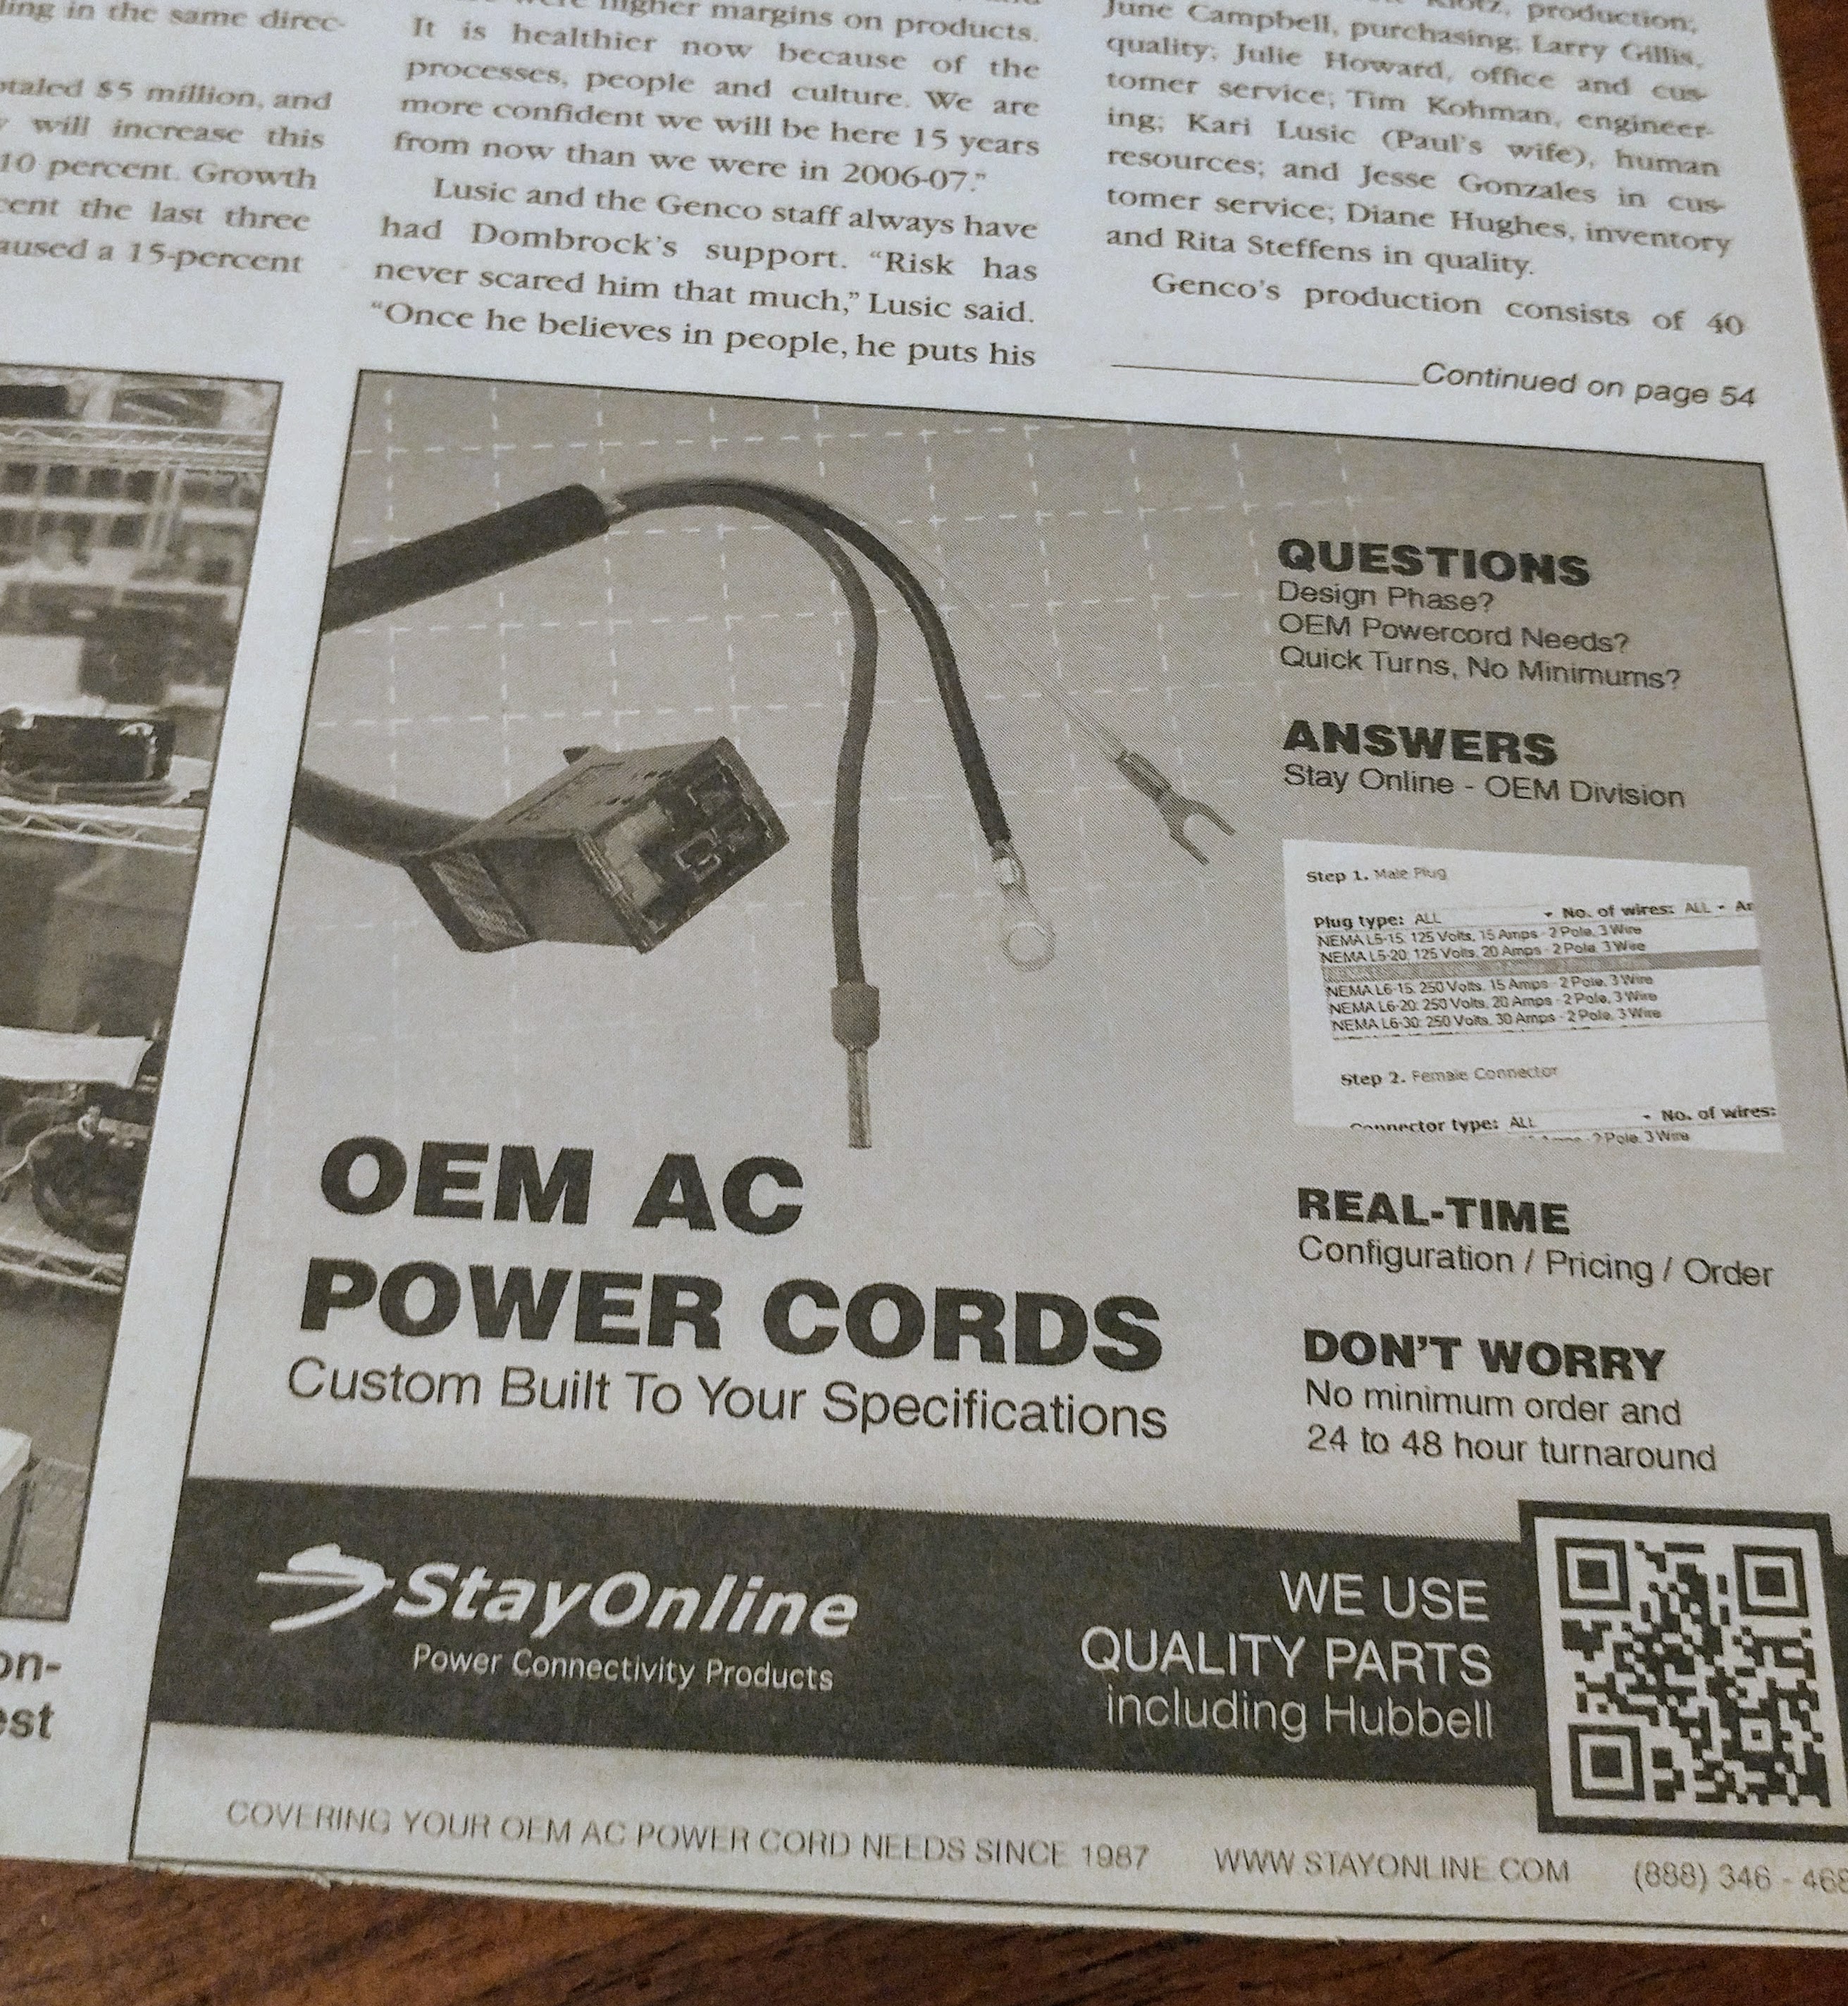 ling in the same direc-
totaled $5 million, and
will increase this
10 percent. Growth
cent the last three
aused a 15-percent
on-
est
higher margins on products.
It is healthier now because of the
processes, people and culture. We are
more confident we will be here 15 years
from now than we were in 2006-07."
Lusic and the Genco staff always have
had Dombrock's support. "Risk has
never scared him that much," Lusic said.
"Once he believes in people, he puts his
production;
June Campbell, purchasing; Larry Gillis,
quality; Julie Howard, office and cus-
tomer service; Tim Kohman, engineer-
ing; Kari Lusic (Paul's wife), human
resources; and Jesse Gonzales in cus-
tomer service; Diane Hughes, inventory
and Rita Steffens in quality.
Genco's production consists of 40
Continued on page 54
QUESTIONS
Design Phase?
OEM Powercord Needs?
Quick Turns, No Minimums?
ANSWERS
Stay Online - OEM Division
Step 1. Male Plug
Plug type: ALL No. of wires: ALL Ar
NEMA L5-15: 125 Volts, 15 Amps - 2 Pole, 3 Wire
NEMA L5-20: 125 Volts, 20 Amps - 2 Pole, 3 Wire
NEMA L6-15: 250 Volts, 15 Amps - 2 Pole, 3 Wire
NEMA L6-20: 250 Volts, 20 Amps - 2 Pole, 3 Wire
NEMA L6-30: 250 Volts, 30 Amps - 2 Pole, 3 Wire
Step 2. Female Connector
Connector type: ALL No. of wires:
2 Pole, 3 Wire
OEM AC
POWER CORDS
Custom Built To Your Specifications
REAL-TIME
Configuration / Pricing / Order
DON'T WORRY
No minimum order and
24 to 48 hour turnaround
StayOnline
Power Connectivity Products
WE USE
QUALITY PARTS
including Hubbell
COVERING YOUR OEM AC POWER CORD NEEDS SINCE 1987 WWW.STAYONLINE.COM (888) 346 - 468